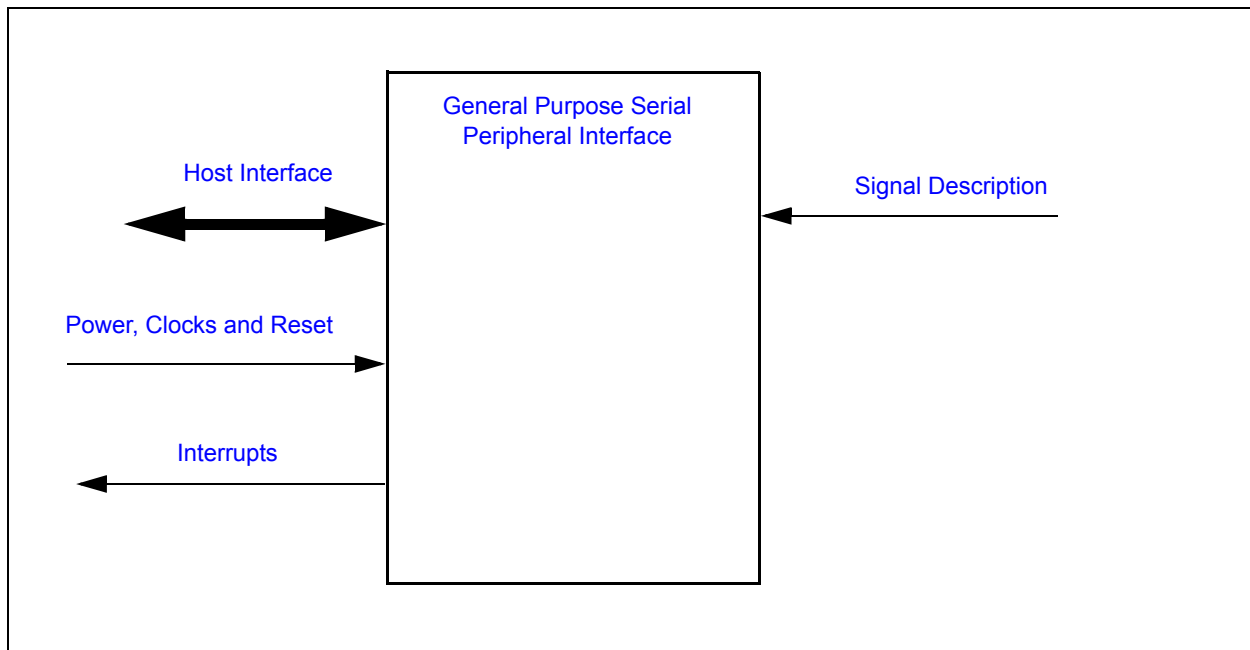 General Purpose Serial
Peripheral Interface
Host Interface
Signal Description
Power, Clocks and Reset
Interrupts